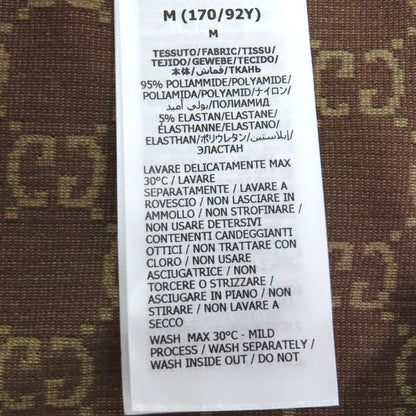 M (170/92Y)
M
TESSUTO/FABRIC/TISSU/
TEJIDO/GEWEBE/TECIDO/
本体/قماش/ТКАНЬ
95% POLIAMMIDE/POLYAMIDE/
POLIAMIDA/POLYAMID/ナイロン/
بولي أميد/ПОЛИАМИД
5% ELASTAN/ELASTANE/
ÉLASTHANNE/ELASTANO/
ELASTHAN/ポリウレタン/إيلاستين/
ЭЛАСТАН
LAVARE DELICATAMENTE MAX
30°C / LAVARE
SEPARATAMENTE / LAVARE A
ROVESCIO / NON LASCIARE IN
AMMOLLO / NON STROFINARE /
NON USARE DETERSIVI
CONTENENTI CANDEGGIANTI
OTTICI / NON TRATTARE CON
CLORO / NON USARE
ASCIUGATRICE / NON
TORCERE O STRIZZARE /
ASCIUGARE IN PIANO / NON
STIRARE / NON LAVARE A
SECCO
WASH MAX 30°C - MILD
PROCESS / WASH SEPARATELY /
WASH INSIDE OUT / DO NOT